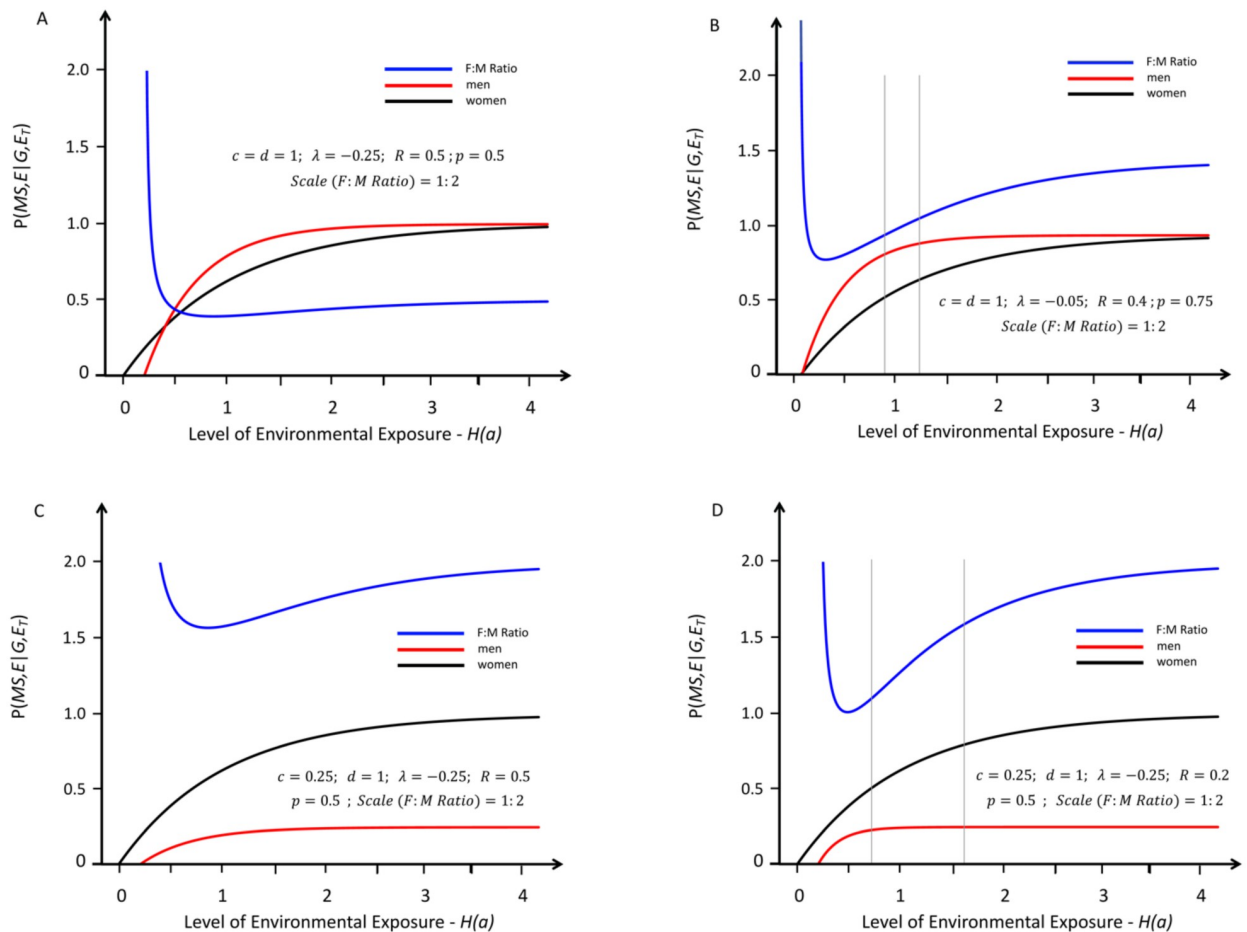 A
P(MS,E|G,E_T)
2.0
1.5
1.0
0.5
0
F:M Ratio
men
women
c = d = 1; λ = −0.25; R = 0.5 ; p = 0.5
Scale (F: M Ratio) = 1: 2
0 1 2 3 4
Level of Environmental Exposure - H(a)
B
P(MS,E|G,E_T)
2.0
1.5
1.0
0.5
0
F:M Ratio
men
women
c = d = 1; λ = −0.05; R = 0.4 ; p = 0.75
Scale (F: M Ratio) = 1: 2
0 1 2 3 4
Level of Environmental Exposure - H(a)
C
P(MS,E|G,E_T)
2.0
1.5
1.0
0.5
0
F:M Ratio
men
women
c = 0.25; d = 1; λ = −0.25; R = 0.5
p = 0.5 ; Scale (F: M Ratio) = 1: 2
0 1 2 3 4
Level of Environmental Exposure - H(a)
D
P(MS,E|G,E_T)
2.0
1.5
1.0
0.5
0
F:M Ratio
men
women
c = 0.25; d = 1; λ = −0.25; R = 0.2
p = 0.5 ; Scale (F: M Ratio) = 1: 2
0 1 2 3 4
Level of Environmental Exposure - H(a)